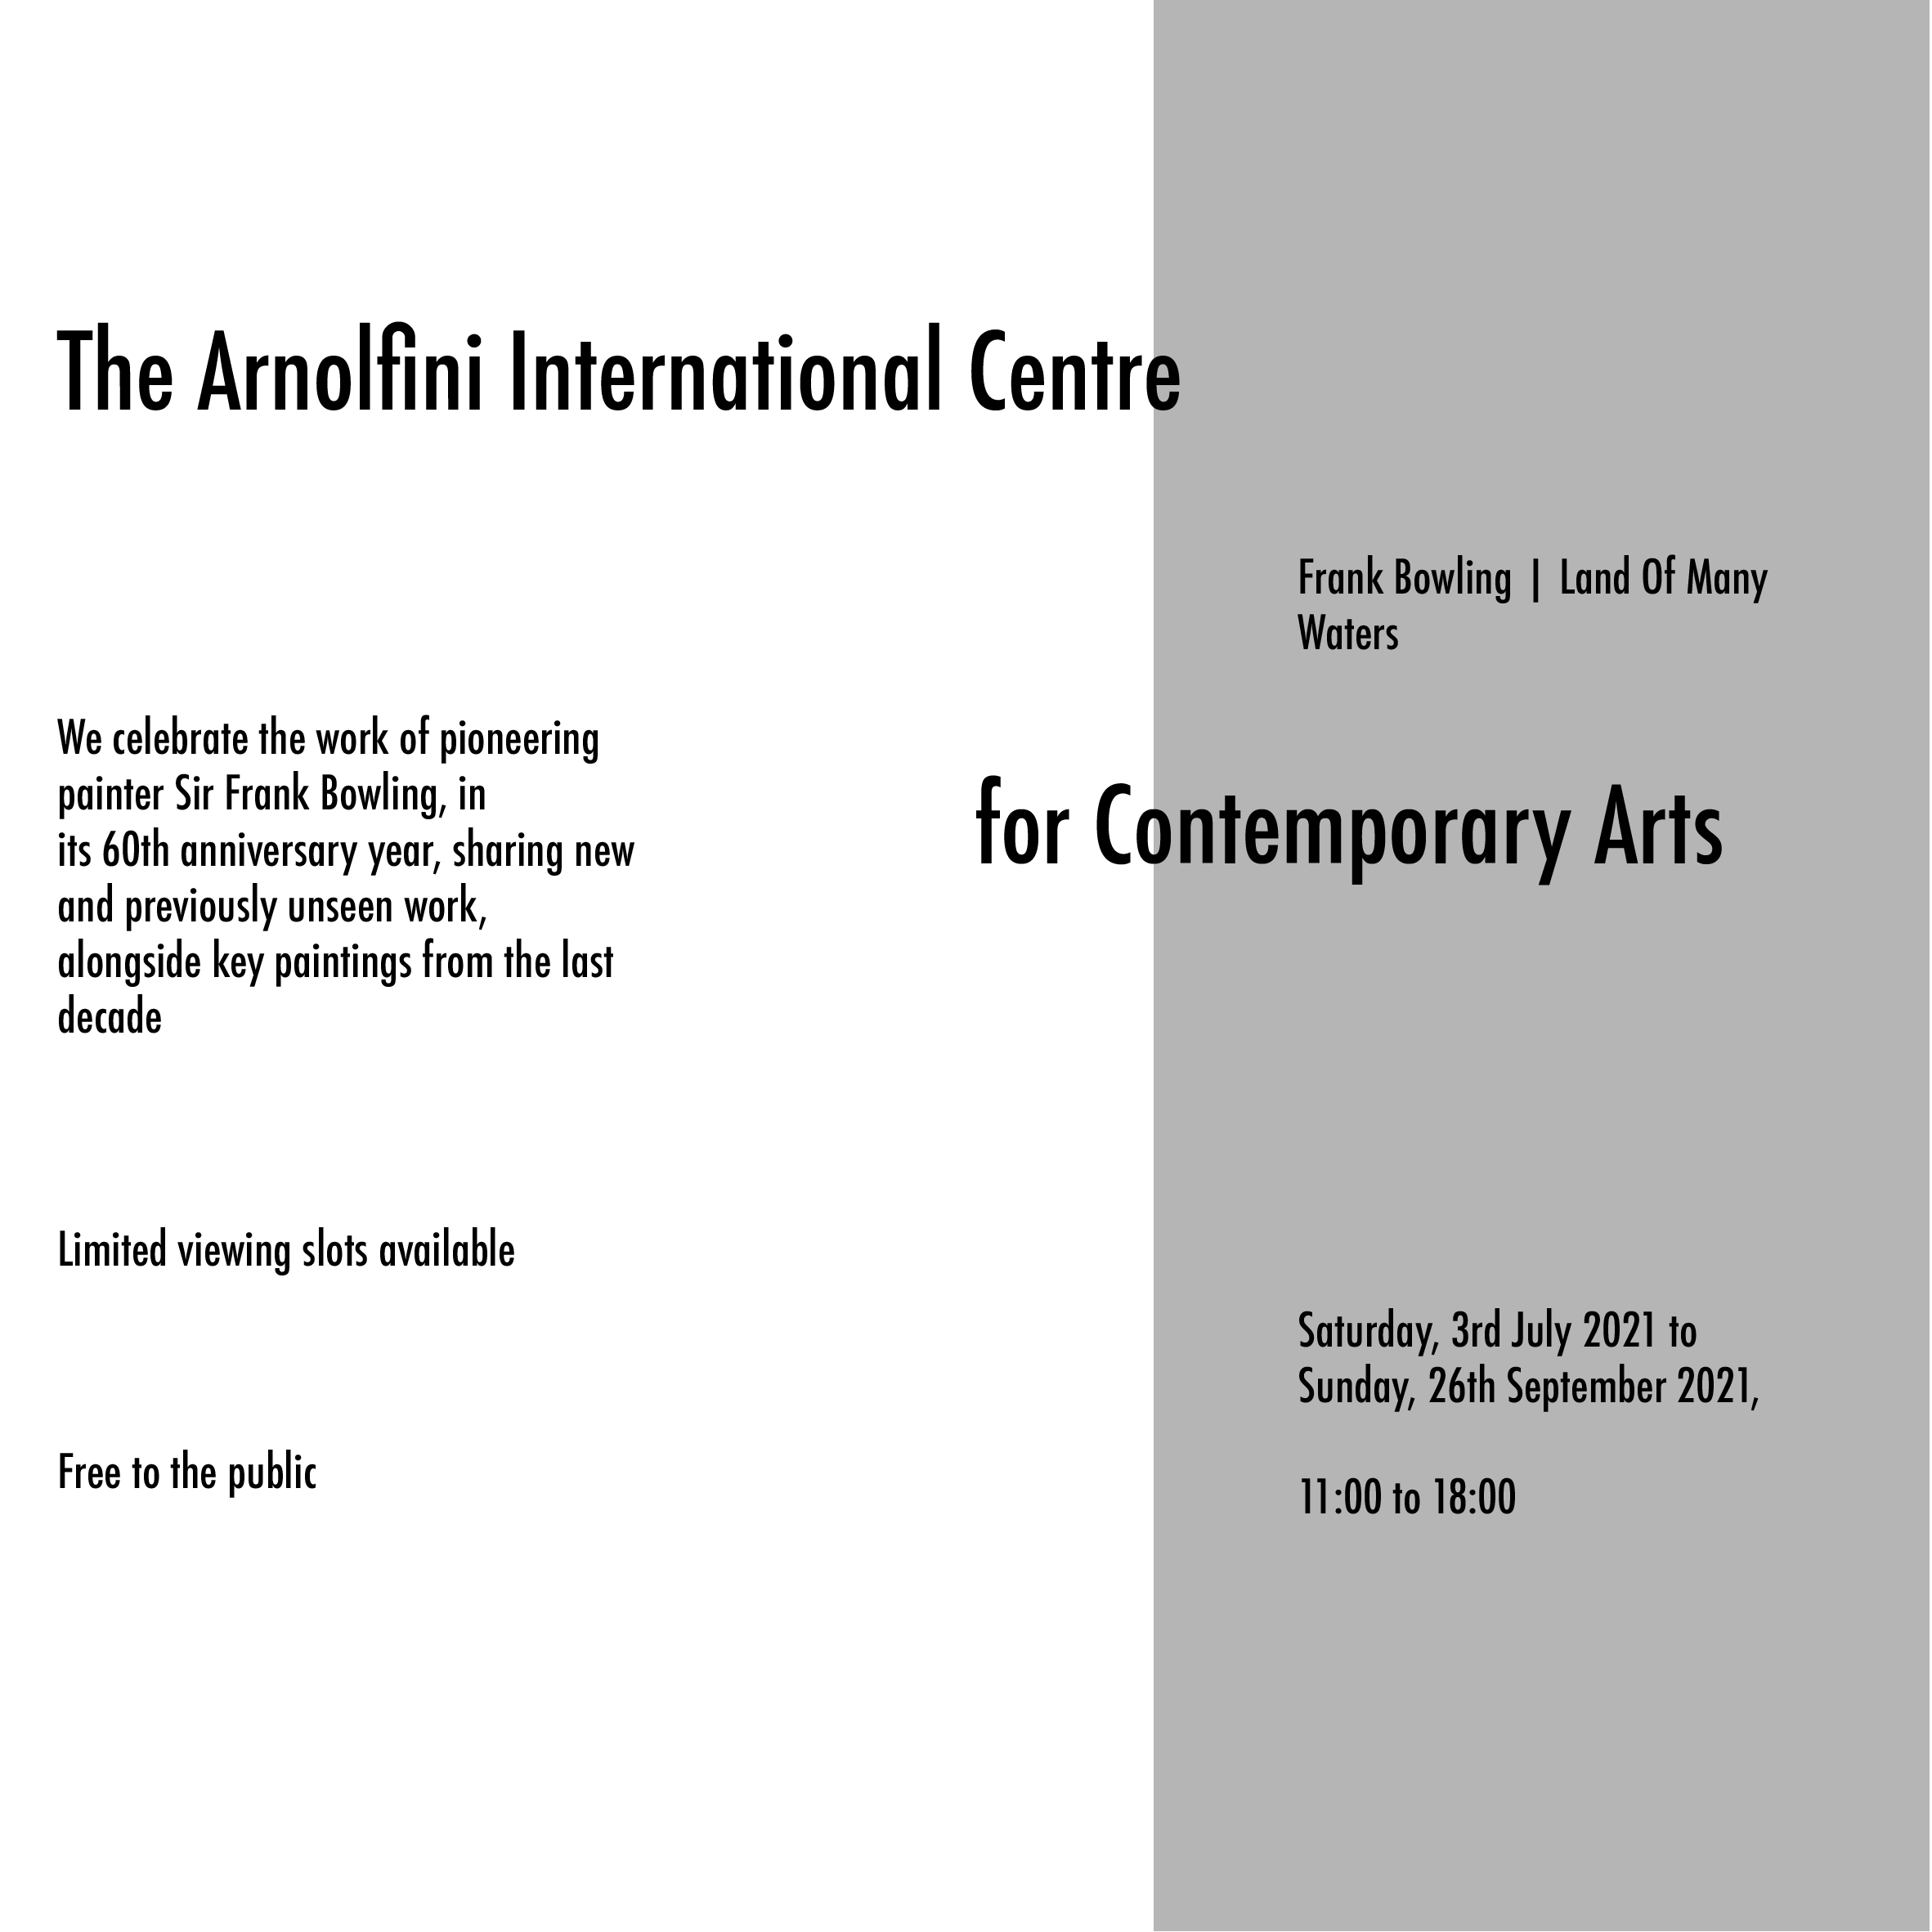 The Arnolfini International Centre
for Contemporary Arts
Frank Bowling | Land Of Many
Waters
We celebrate the work of pioneering
painter Sir Frank Bowling, in
its 60th anniversary year, sharing new
and previously unseen work,
alongside key paintings from the last
decade
Limited viewing slots available
Free to the public
Saturday, 3rd July 2021 to
Sunday, 26th September 2021,
11:00 to 18:00